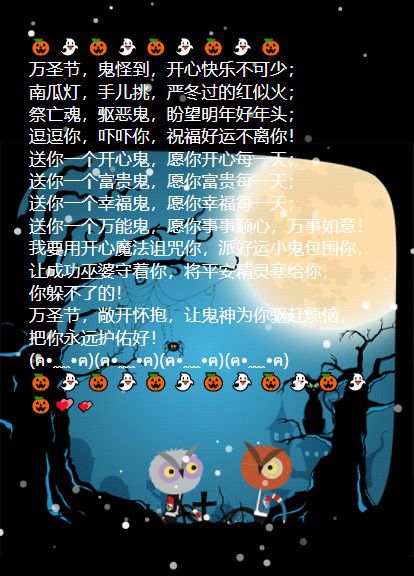 🎃 👻 🎃 👻 🎃 👻 🎃 👻 🎃
万圣节，鬼怪到，开心快乐不可少；
南瓜灯，手儿挑，严冬过的红似火；
祭亡魂，驱恶鬼，盼望明年好年头；
逗逗你，吓吓你，祝福好运不离你！
送你一个开心鬼，愿你开心每一天；
送你一个富贵鬼，愿你富贵每一天；
送你一个幸福鬼，愿你幸福每一天；
送你一个万能鬼，愿你事事顺心，万事如意！
我要用开心魔法诅咒你，派好运小鬼包围你，
让成功巫婆守着你，将平安精灵塞给你，
你躲不了的！
万圣节，敞开怀抱，让鬼神为你驱赶烦恼，
把你永远护佑好！
(ฅ•﹏•ฅ)(ฅ•﹏•ฅ)(ฅ•﹏•ฅ)(ฅ•﹏•ฅ)
🎃 👻 🎃 👻 🎃 👻 🎃 👻 🎃 👻 🎃 👻
🎃 💕 💕